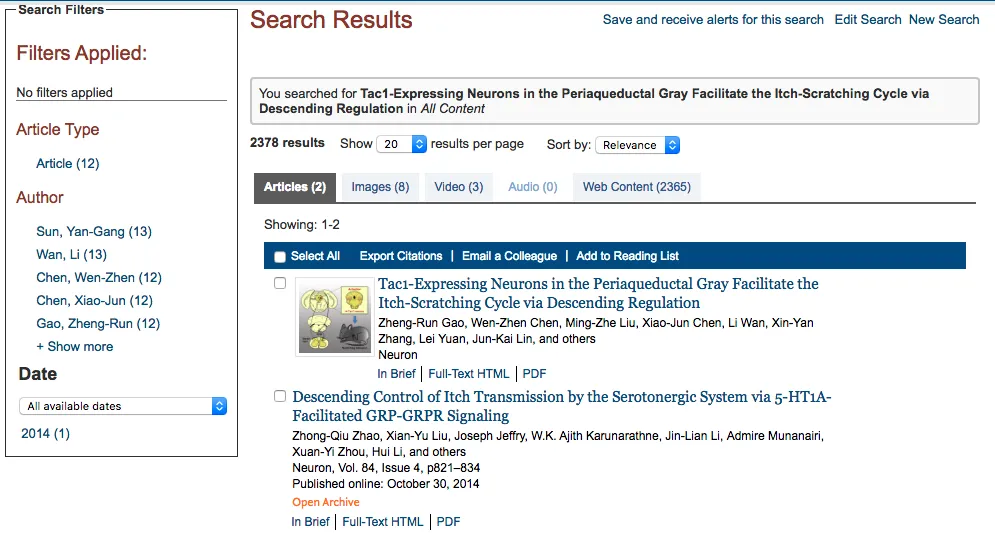 Search Filters
Filters Applied:
No filters applied
Article Type
Article (12)
Author
Sun, Yan-Gang (13)
Wan, Li (13)
Chen, Wen-Zhen (12)
Chen, Xiao-Jun (12)
Gao, Zheng-Run (12)
+ Show more
Date
All available dates
2014 (1)
Search Results
Save and receive alerts for this search Edit Search New Search
You searched for Tac1-Expressing Neurons in the Periaqueductal Gray Facilitate the Itch-Scratching Cycle via
Descending Regulation in All Content
2378 results Show 20 results per page Sort by: Relevance
Articles (2) Images (8) Video (3) Audio (0) Web Content (2365)
Showing: 1-2
Select All Export Citations | Email a Colleague | Add to Reading List
Tac1-Expressing Neurons in the Periaqueductal Gray Facilitate the
Itch-Scratching Cycle via Descending Regulation
Zheng-Run Gao, Wen-Zhen Chen, Ming-Zhe Liu, Xiao-Jun Chen, Li Wan, Xin-Yan
Zhang, Lei Yuan, Jun-Kai Lin, and others
Neuron
In Brief | Full-Text HTML | PDF
Descending Control of Itch Transmission by the Serotonergic System via 5-HT1A-
Facilitated GRP-GRPR Signaling
Zhong-Qiu Zhao, Xian-Yu Liu, Joseph Jeffry, W.K. Ajith Karunarathne, Jin-Lian Li, Admire Munanairi,
Xuan-Yi Zhou, Hui Li, and others
Neuron, Vol. 84, Issue 4, p821–834
Published online: October 30, 2014
Open Archive
In Brief | Full-Text HTML | PDF